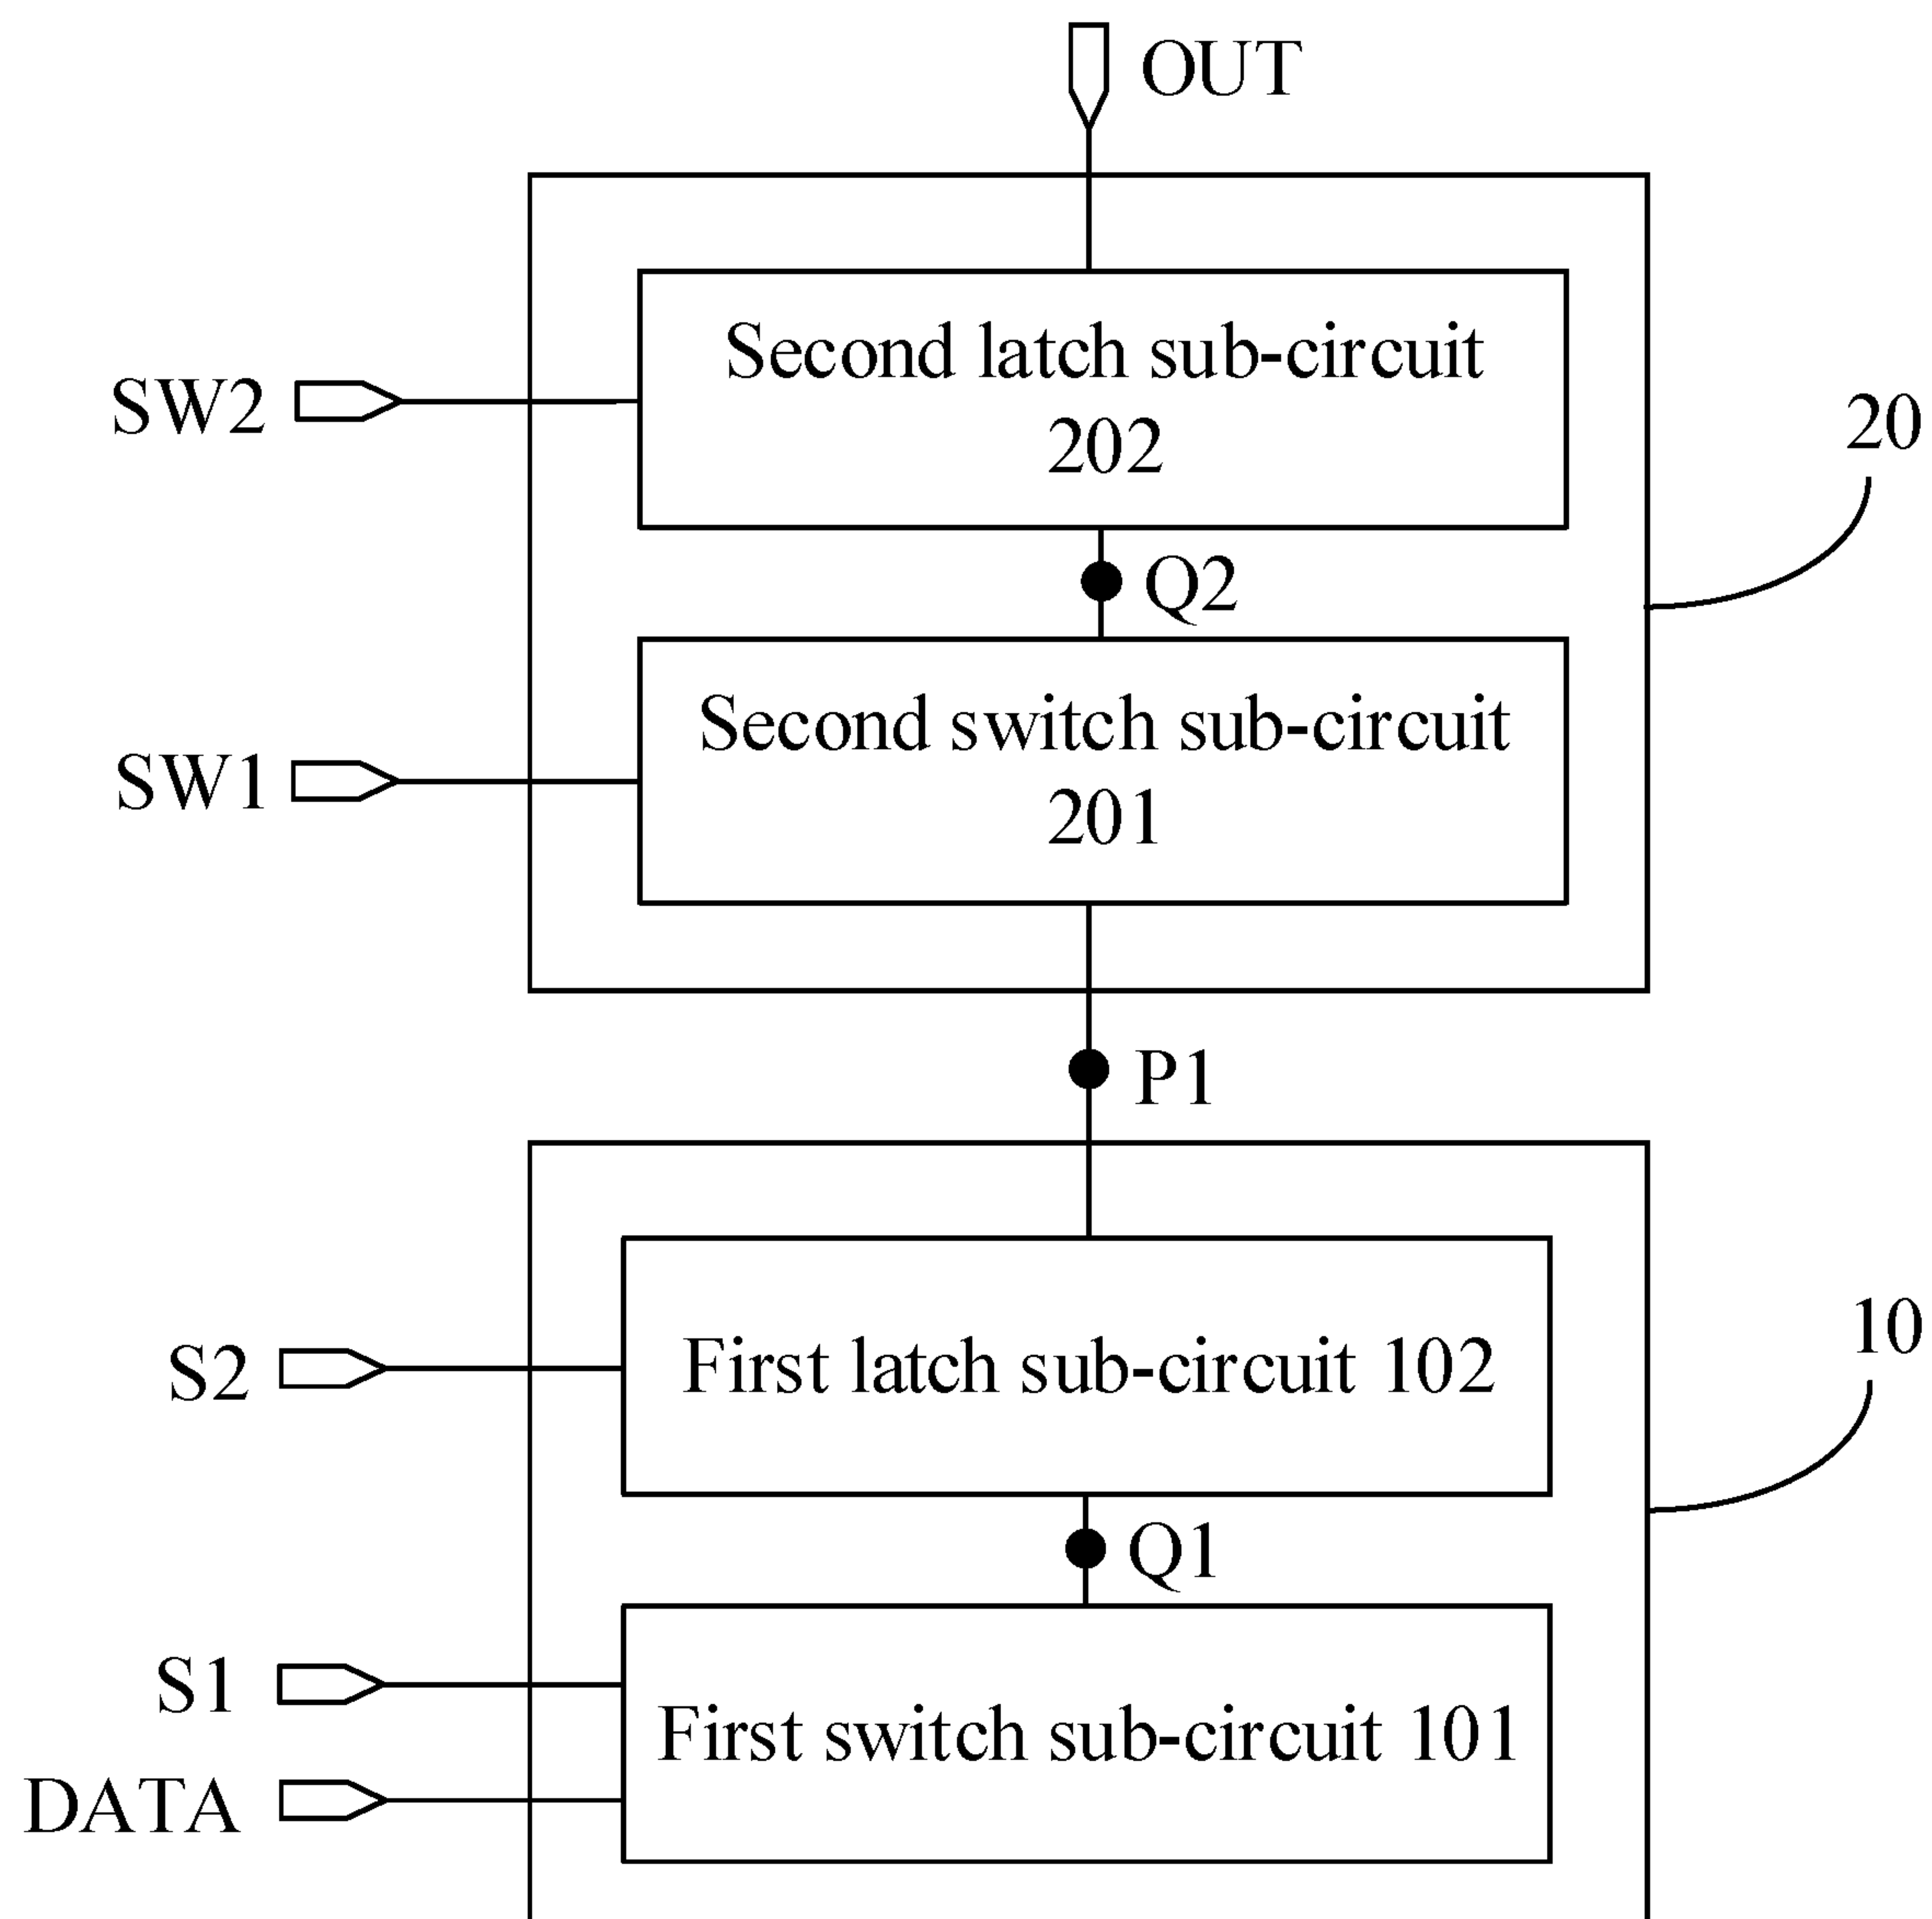 OUT
Second latch sub-circuit
202
SW2
20
Q2
Second switch sub-circuit
201
SW1
P1
First latch sub-circuit 102
S2
10
Q1
S1
First switch sub-circuit 101
DATA